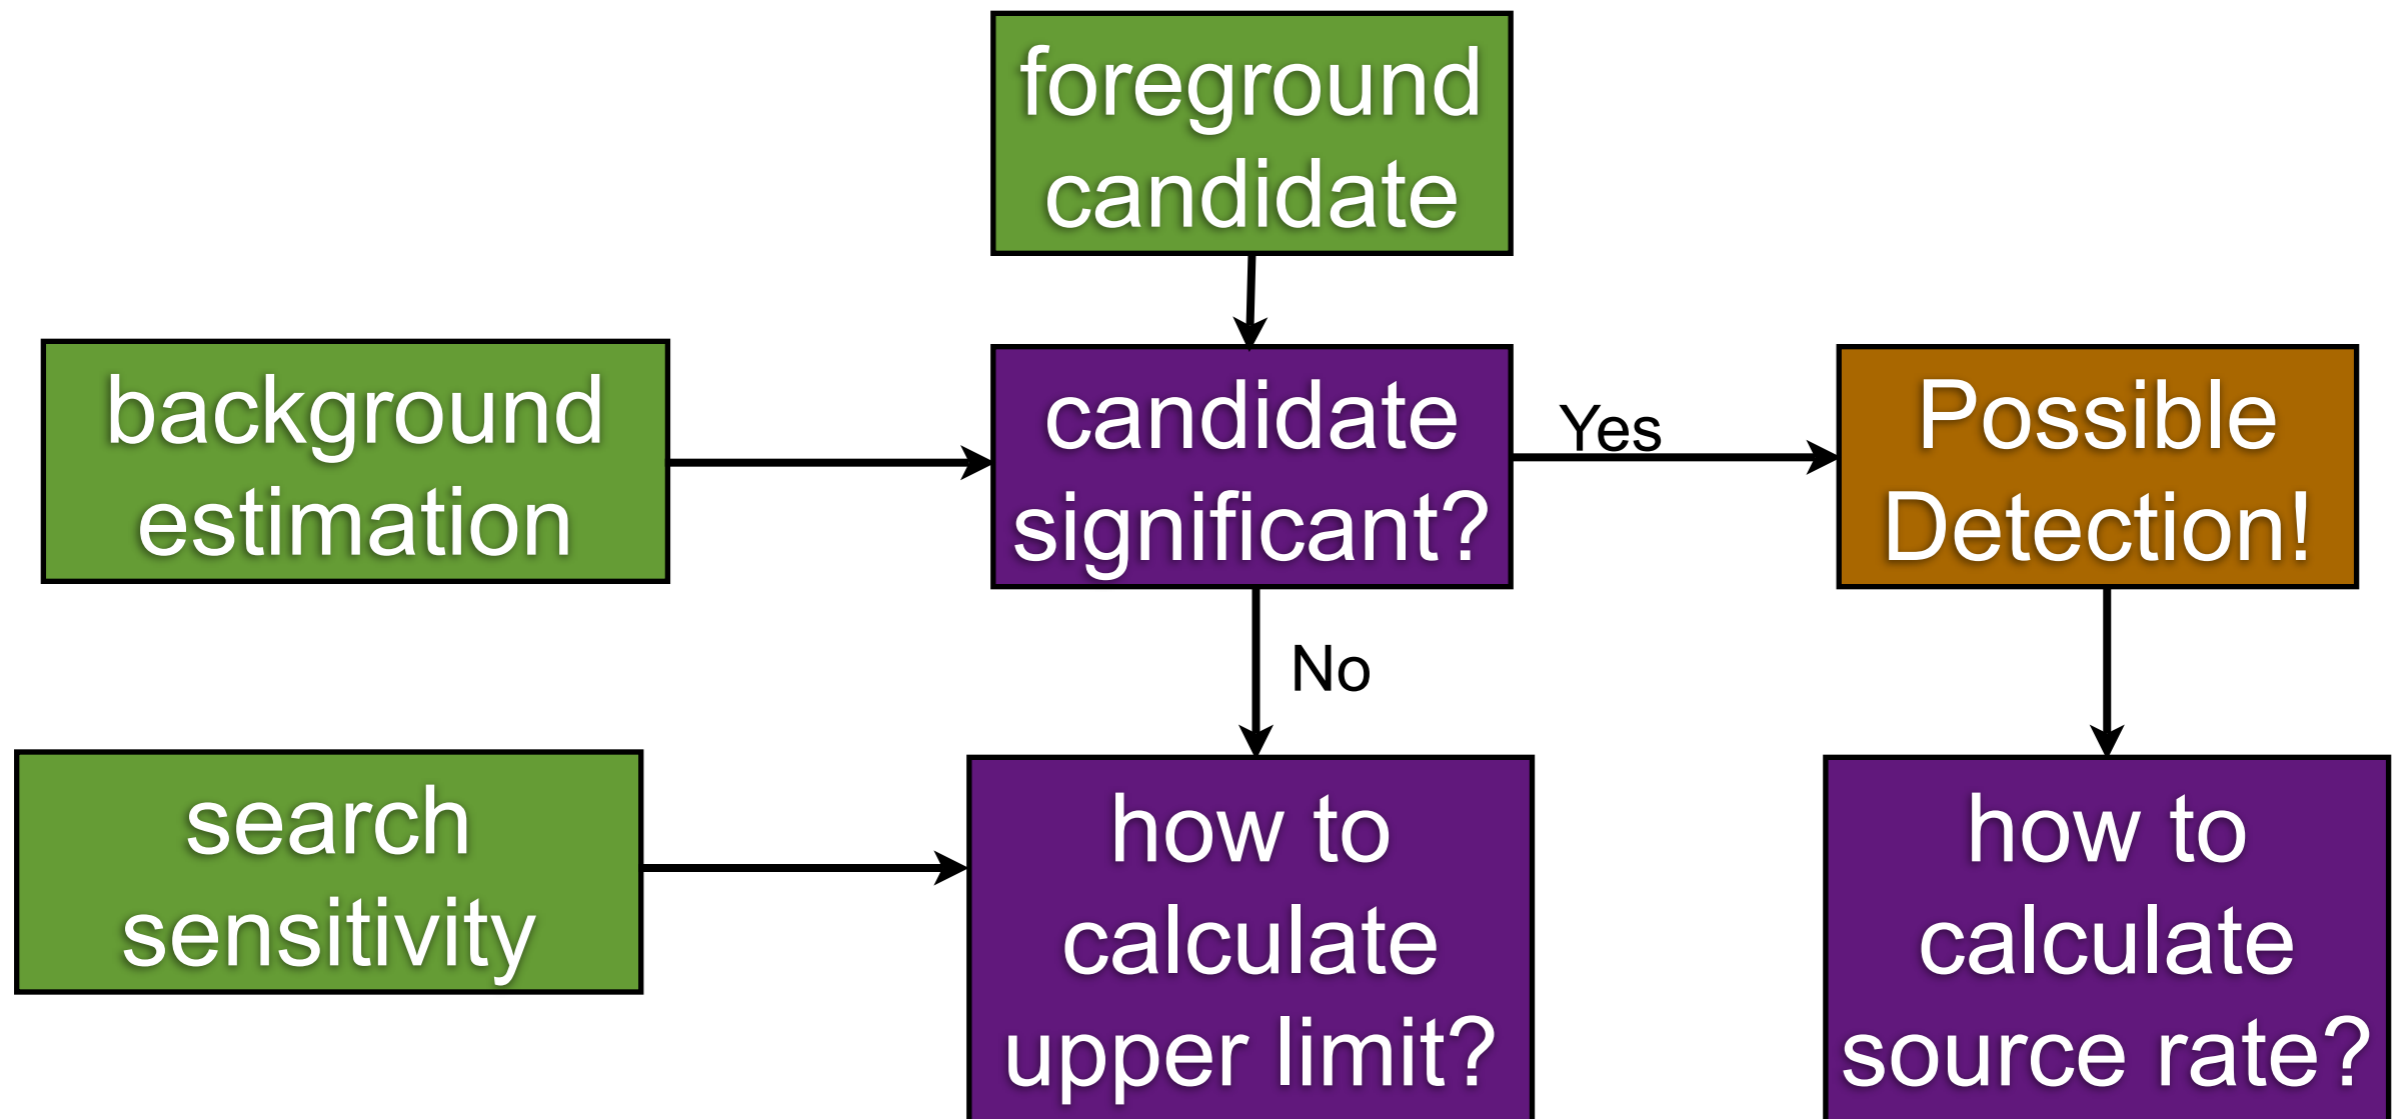 foreground
candidate
background
estimation
candidate
significant?
Yes
Possible
Detection!
No
search
sensitivity
how to
calculate
upper limit?
how to
calculate
source rate?